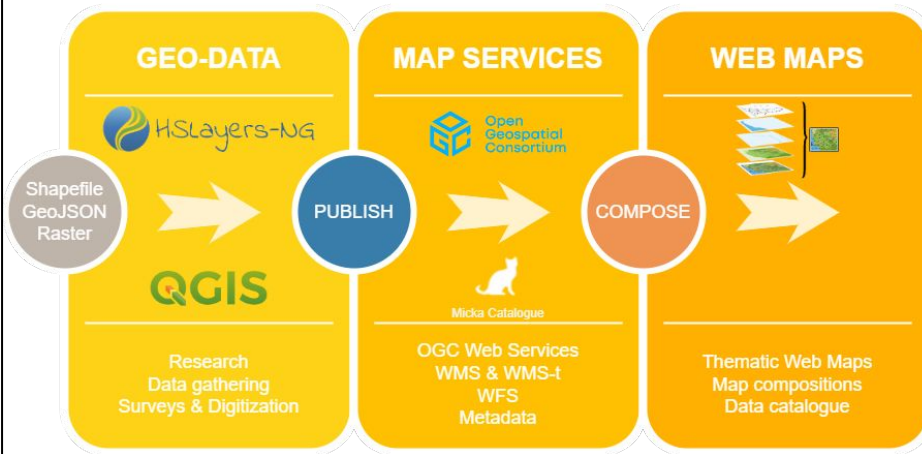 GEO-DATA
HSLayers-NG
Shapefile
GeoJSON
Raster
QGIS
Research
Data gathering
Surveys & Digitization
PUBLISH
MAP SERVICES
Open
Geospatial
Consortium
Micka Catalogue
OGC Web Services
WMS & WMS-t
WFS
Metadata
COMPOSE
WEB MAPS
Thematic Web Maps
Map compositions
Data catalogue